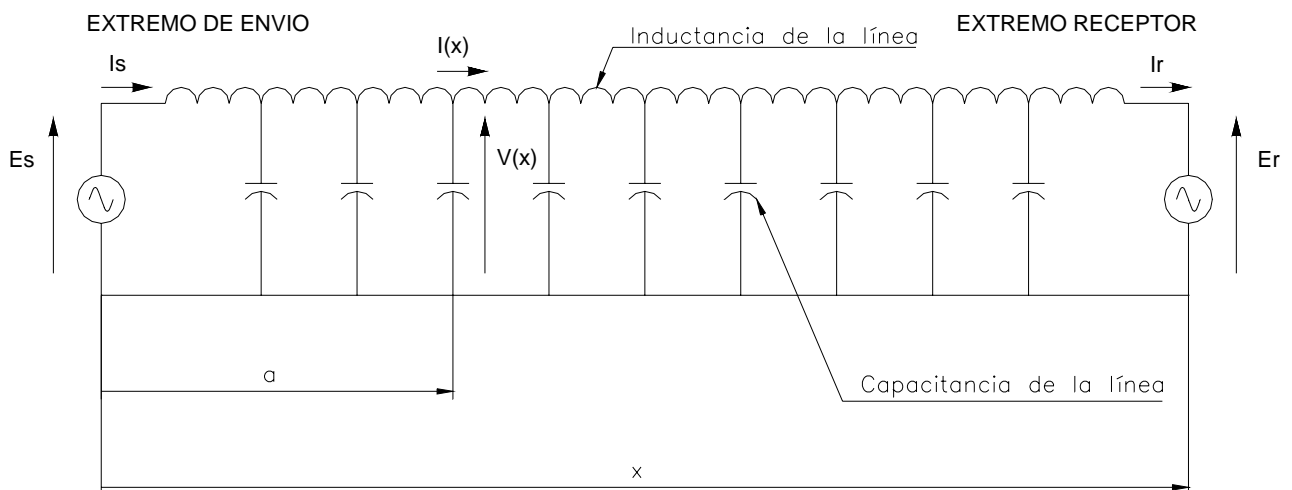 EXTREMO DE ENVIO
EXTREMO RECEPTOR
Inductancia de la línea
I(x)
Is
Ir
Es
V(x)
Er
a
Capacitancia de la línea
x